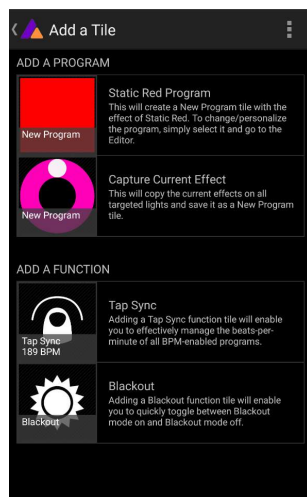 Add a Tile
ADD A PROGRAM
New Program
Static Red Program
This will create a New Program tile with the
effect of Static Red. To change/personalize
the program, simply select it and go to the
Editor.
New Program
Capture Current Effect
This will copy the current effects on all
targeted lights and save it as a New Program
tile.
ADD A FUNCTION
Tap Sync
189 BPM
Tap Sync
Adding a Tap Sync function tile will enable
you to effectively manage the beats-per-
minute of all BPM-enabled programs.
Blackout
Blackout
Adding a Blackout function tile will enable
you to quickly toggle between Blackout
mode on and Blackout mode off.